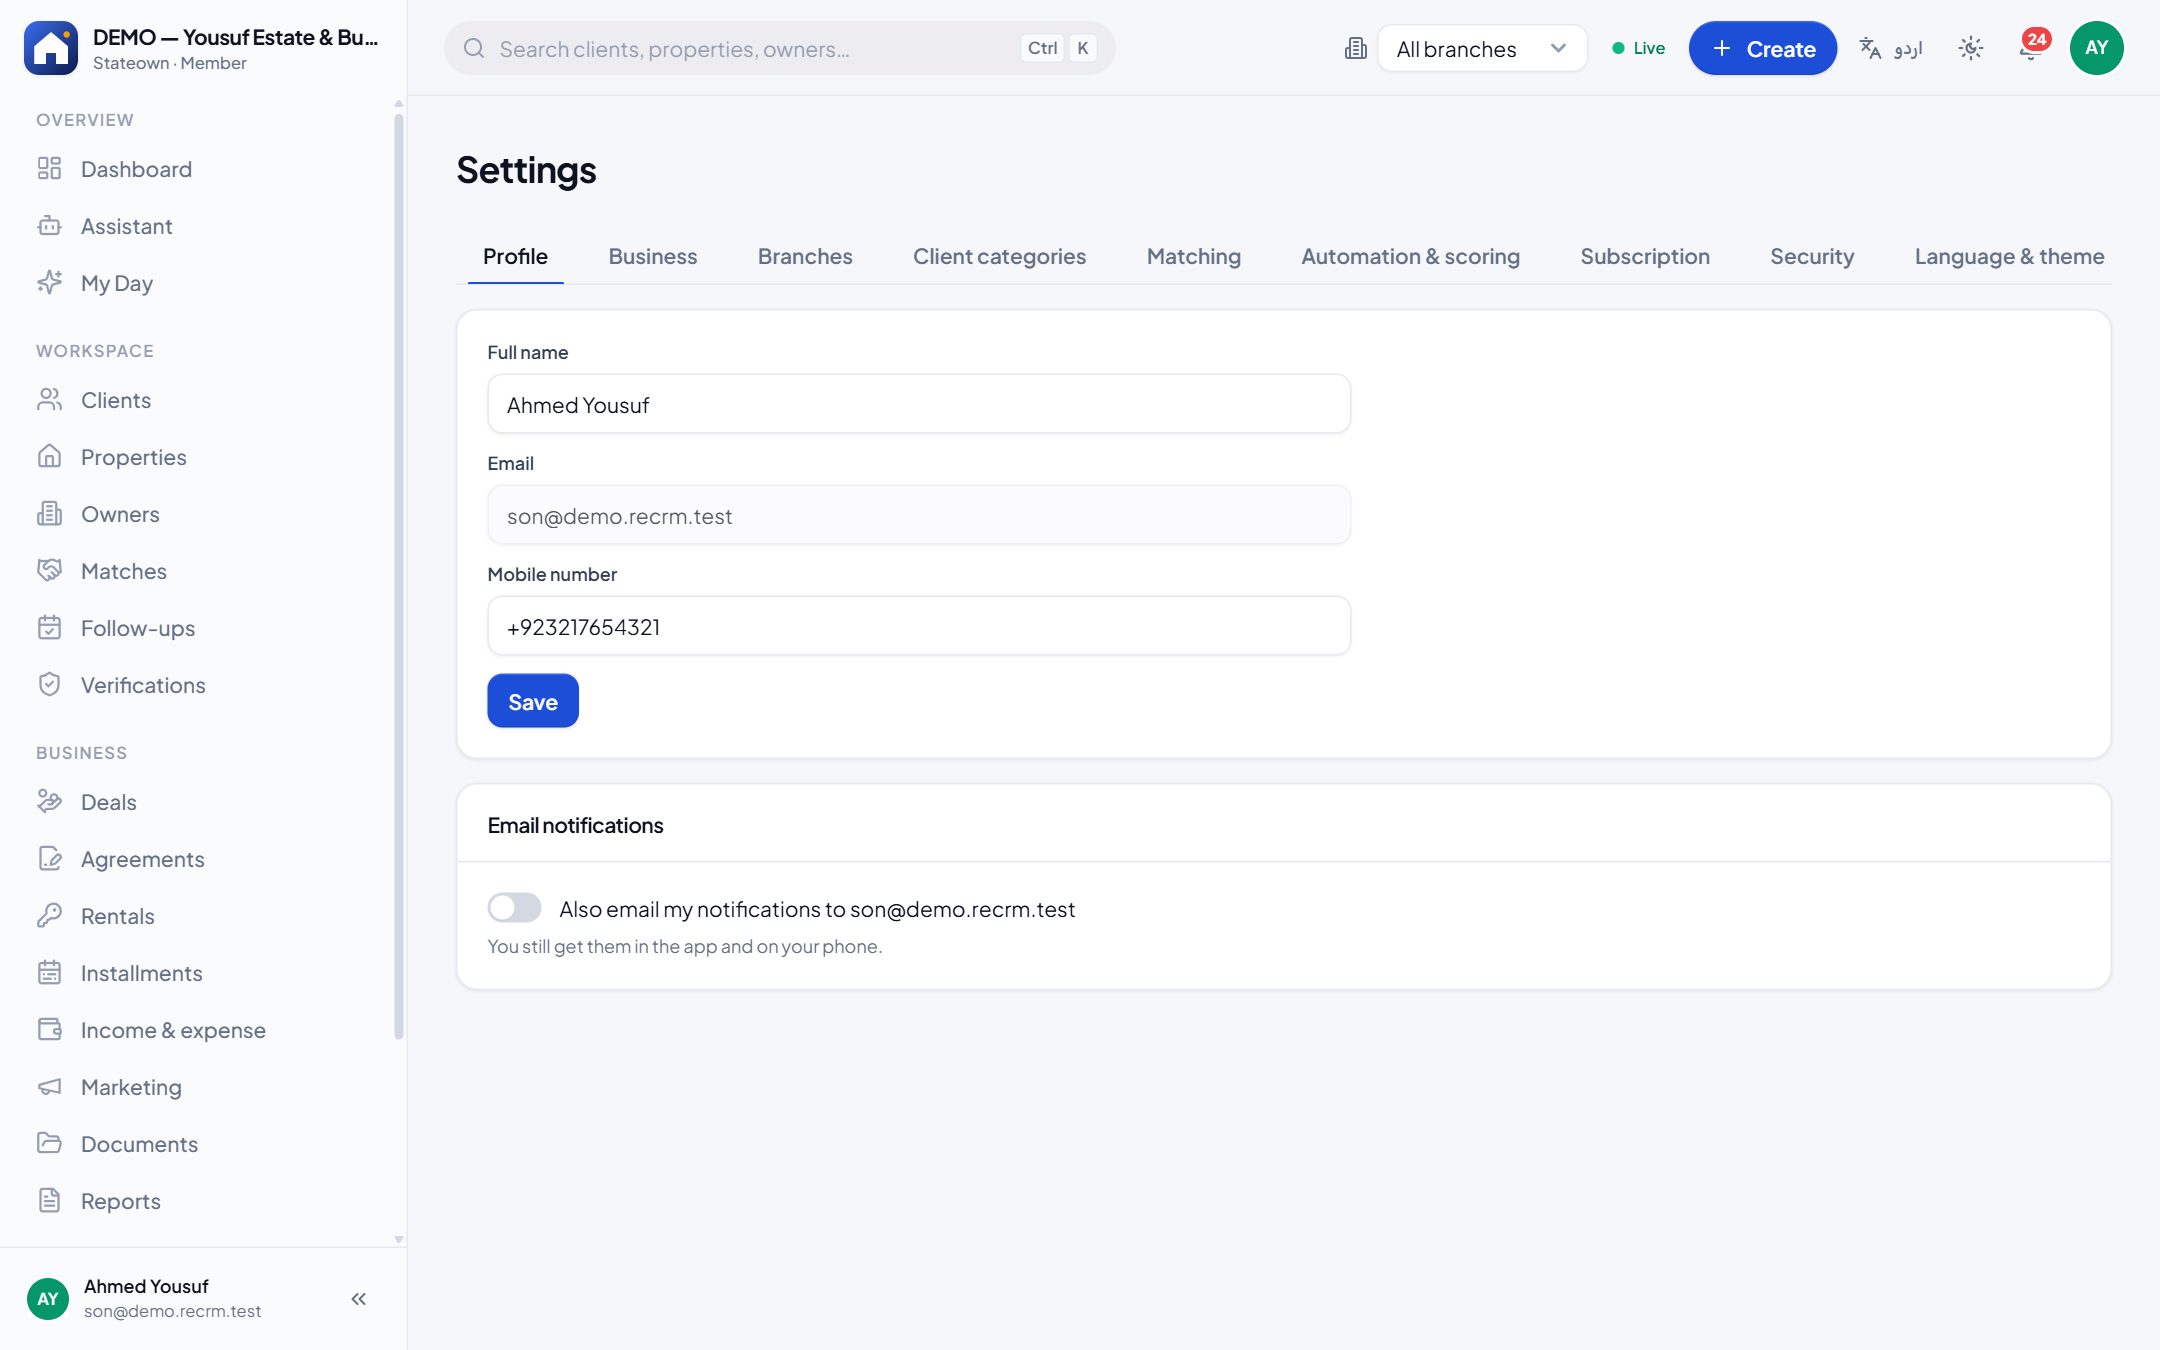 DEMO — Yousuf Estate & Bu...
Stateown · Member
OVERVIEW
Dashboard
Assistant
My Day
WORKSPACE
Clients
Properties
Owners
Matches
Follow-ups
Verifications
BUSINESS
Deals
Agreements
Rentals
Installments
Income & expense
Marketing
Documents
Reports
AY
Ahmed Yousuf
son@demo.recrm.test
Search clients, properties, owners...
Ctrl K
All branches
Live
+ Create
اردو
24
AY
Settings
Profile Business Branches Client categories Matching Automation & scoring Subscription Security Language & theme
Full name
Ahmed Yousuf
Email
son@demo.recrm.test
Mobile number
+923217654321
Save
Email notifications
Also email my notifications to son@demo.recrm.test
You still get them in the app and on your phone.